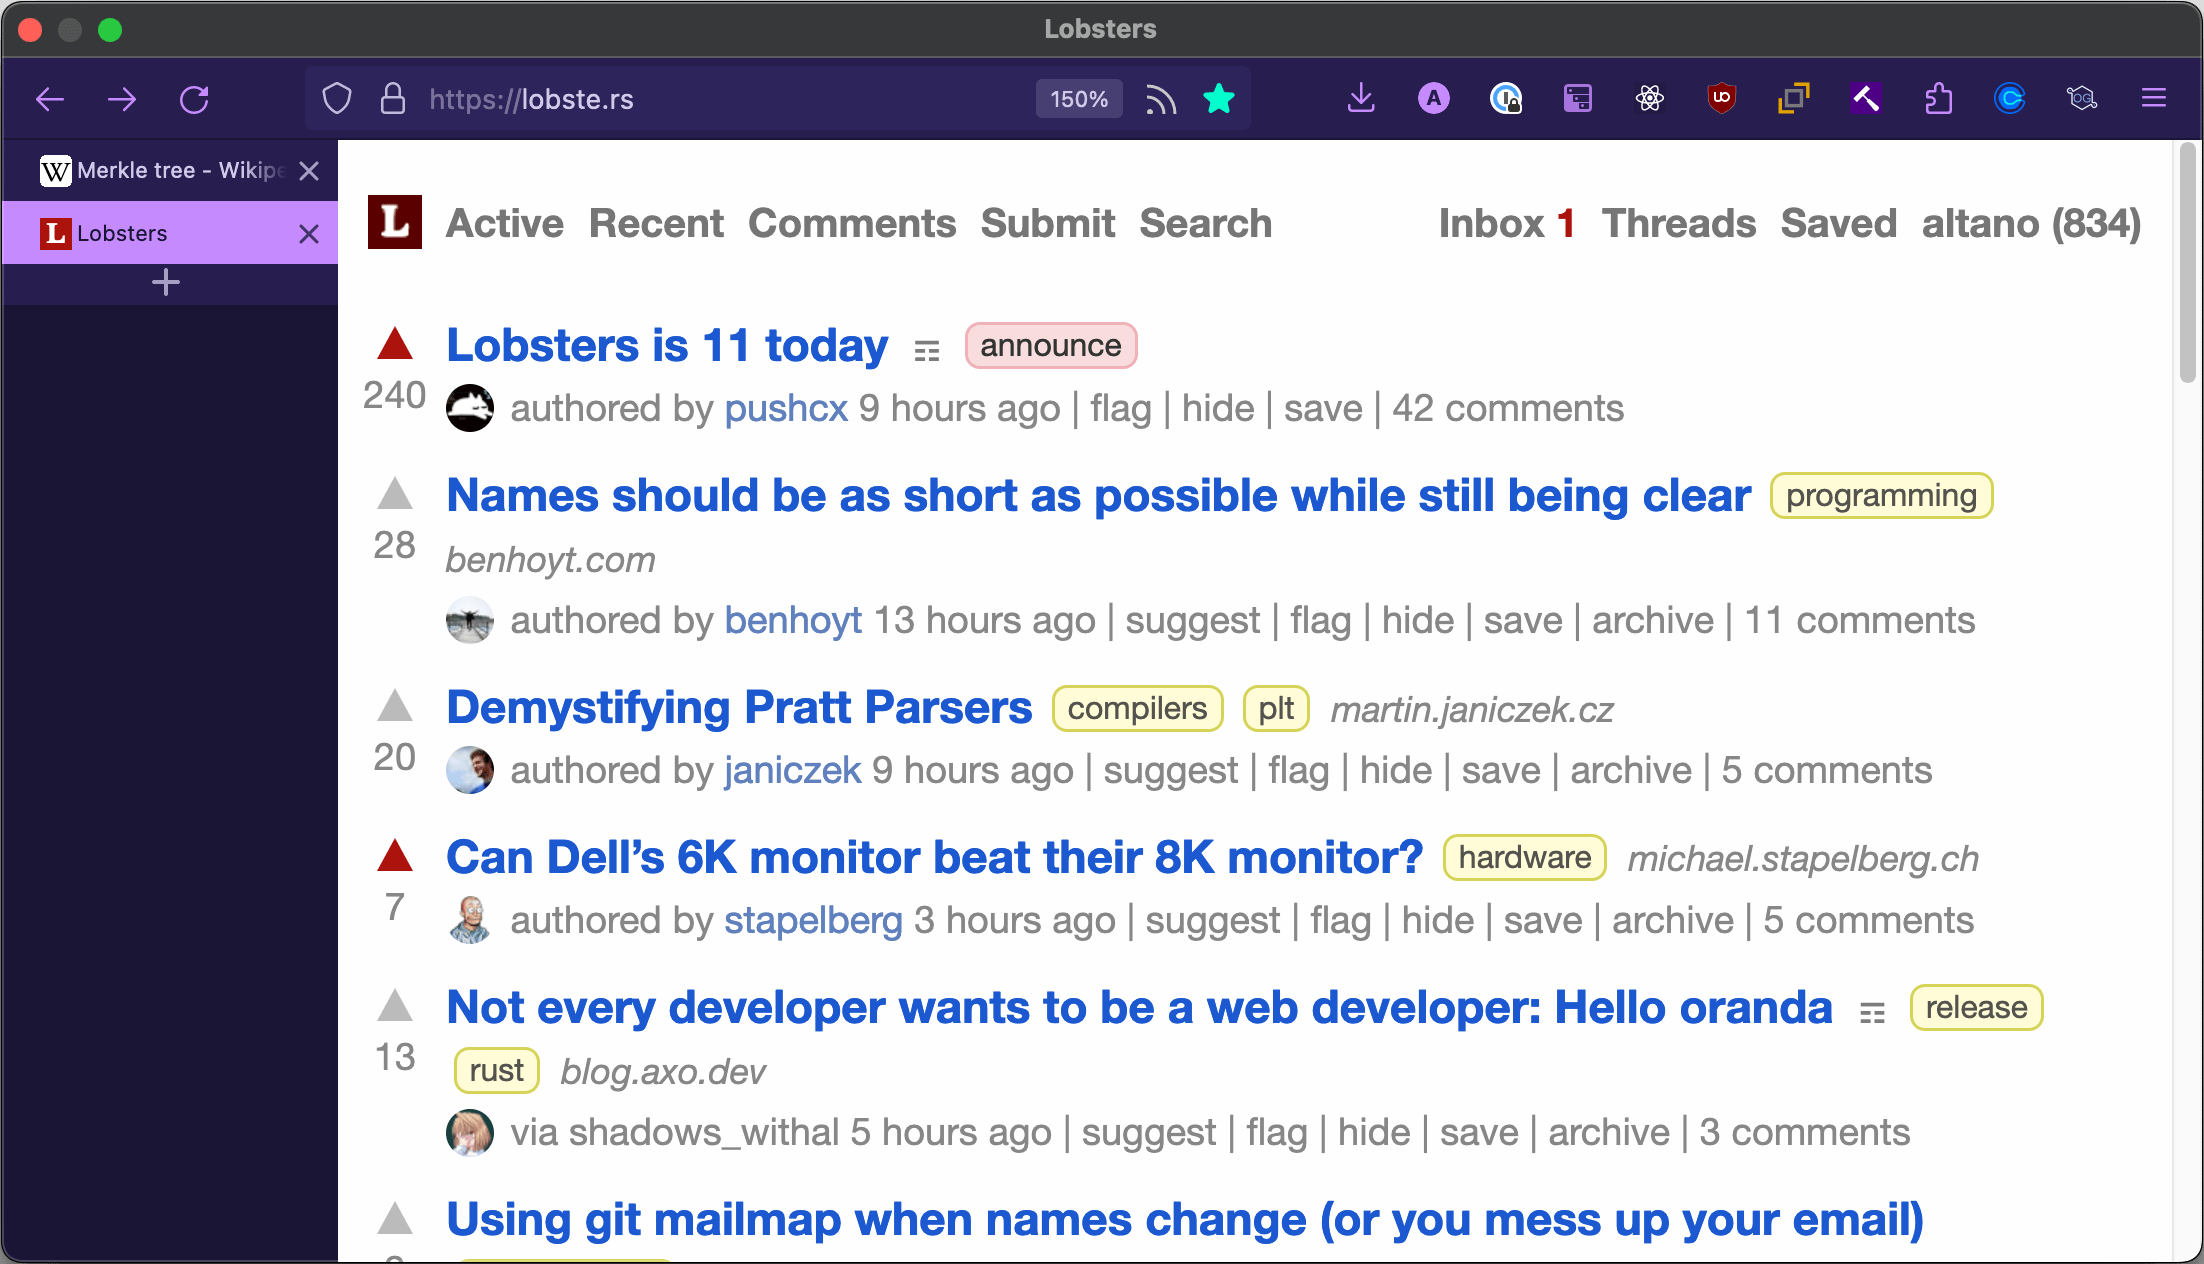 Lobsters
https://lobste.rs
150%
Merkle tree - Wikipe
Lobsters
Active Recent Comments Submit Search
Inbox 1 Threads Saved altano (834)
Lobsters is 11 today announce
240
authored by pushcx 9 hours ago | flag | hide | save | 42 comments
Names should be as short as possible while still being clear programming
28
benhoyt.com
authored by benhoyt 13 hours ago | suggest | flag | hide | save | archive | 11 comments
Demystifying Pratt Parsers compilers plt martin.janiczek.cz
20
authored by janiczek 9 hours ago | suggest | flag | hide | save | archive | 5 comments
Can Dell’s 6K monitor beat their 8K monitor? hardware michael.stapelberg.ch
7
authored by stapelberg 3 hours ago | suggest | flag | hide | save | archive | 5 comments
Not every developer wants to be a web developer: Hello oranda release
13
rust blog.axo.dev
via shadows_withal 5 hours ago | suggest | flag | hide | save | archive | 3 comments
Using git mailmap when names change (or you mess up your email)